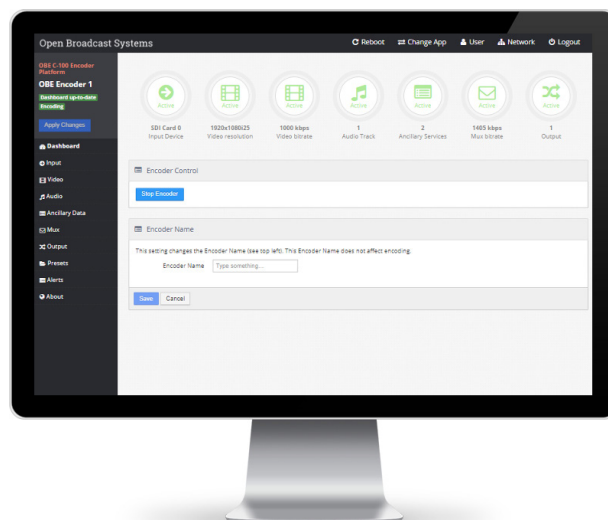 Open Broadcast Systems
Reboot Change App User Network Logout
OBE C-100 Encoder
Platform
OBE Encoder 1
Dashboard up-to-date
Encoding
Apply Changes
Dashboard
Input
Video
Audio
Ancillary Data
Mux
Output
Presets
Alerts
About
Active Active Active Active Active Active Active
SDI Card 0 1920x1080i25 1000 kbps 1 2 1405 kbps 1
Input Device Video resolution Video bitrate Audio Track Ancillary Services Mux bitrate Output
Encoder Control
Stop Encoder
Encoder Name
This setting changes the Encoder Name (see top left). This Encoder Name does not affect encoding.
Encoder Name Type something...
Save Cancel